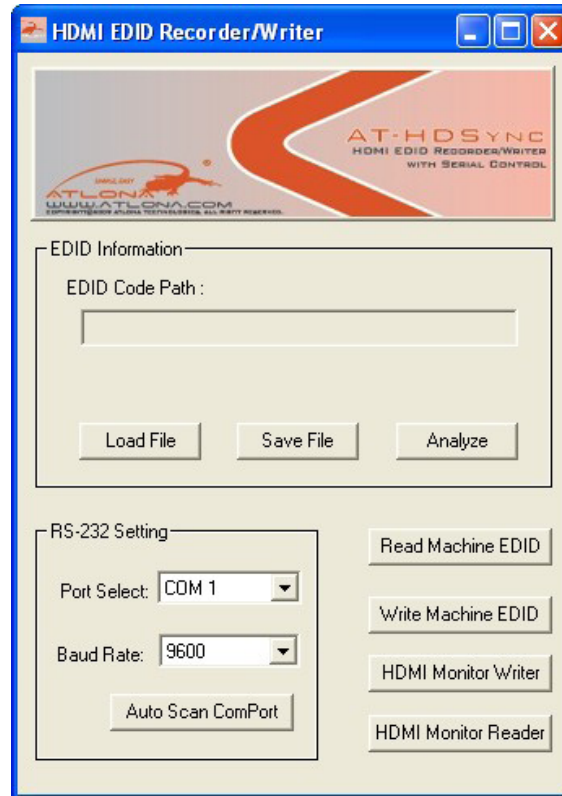 HDMI EDID Recorder/Writer
AT-HDSync
HDMI EDID Recorder/Writer
with Serial Control
ATLONA
WWW.ATLONA.COM
EDID Information
EDID Code Path :
Load File
Save File
Analyze
RS-232 Setting
Port Select:
COM 1
Baud Rate:
9600
Auto Scan ComPort
Read Machine EDID
Write Machine EDID
HDMI Monitor Writer
HDMI Monitor Reader